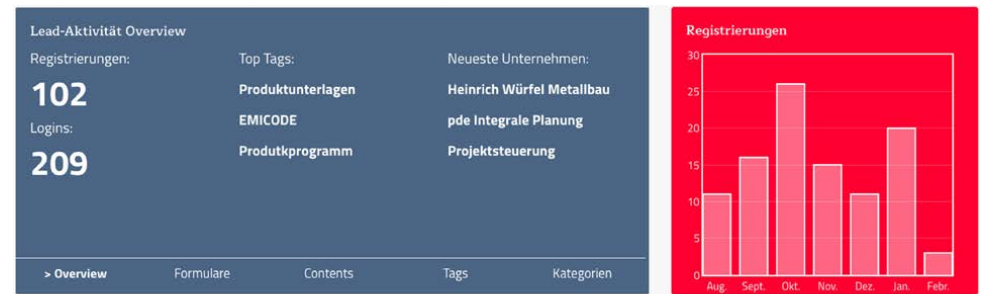 Lead-Aktivität Overview
Registrierungen:
102
Logins:
209
Top Tags:
Produktunterlagen
EMICODE
Produtkprogramm
Neueste Unternehmen:
Heinrich Würfel Metallbau
pde Integrale Planung
Projektsteuerung
> Overview Formulare Contents Tags Kategorien
Registrierungen
30
25
20
15
10
5
0
Aug. Sept. Okt. Nov. Dez. Jan. Febr.